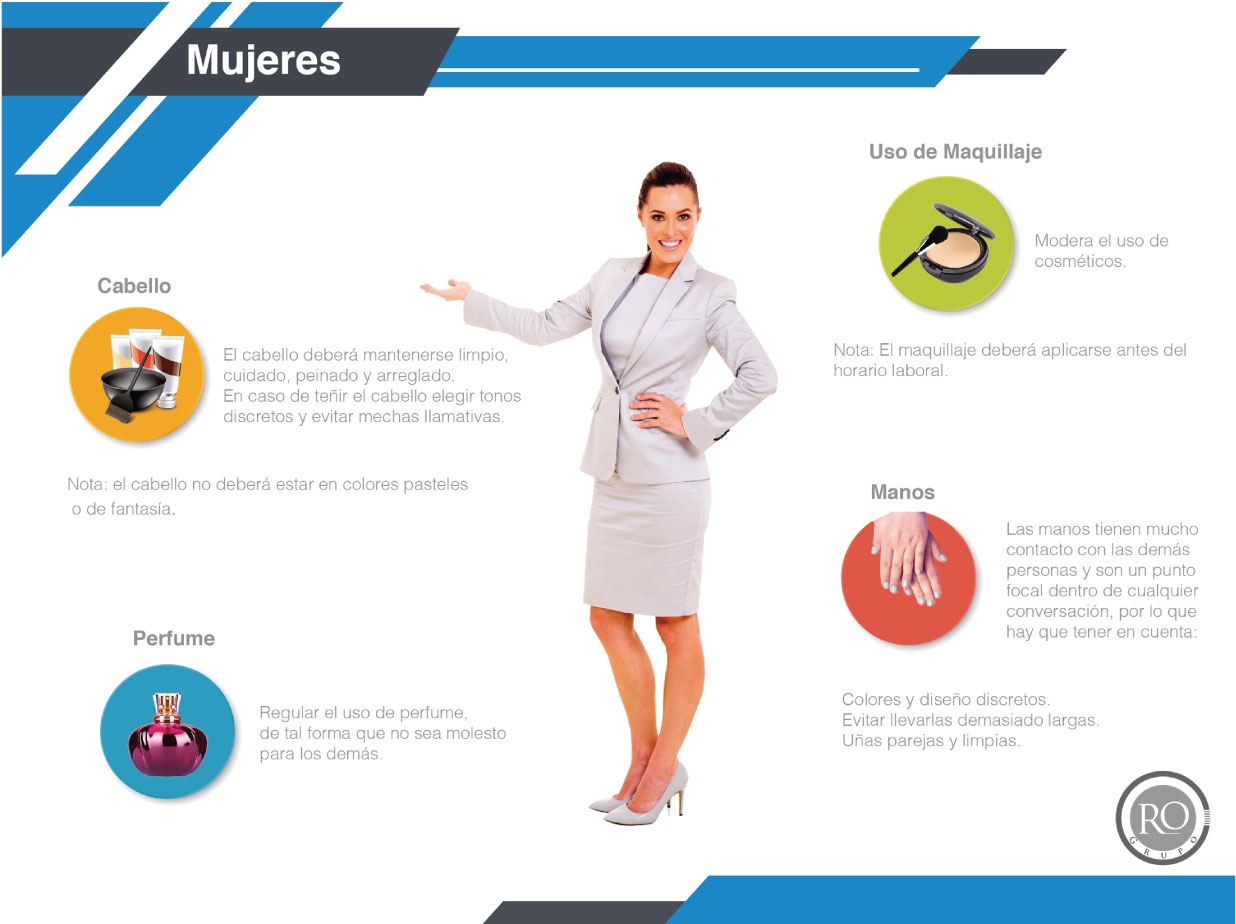 Mujeres
Cabello
El cabello deberá mantenerse limpio,
cuidado, peinado y arreglado.
En caso de teñir el cabello elegir tonos
discretos y evitar mechas llamativas.
Nota: el cabello no deberá estar en colores pasteles
o de fantasía.
Perfume
Regular el uso de perfume,
de tal forma que no sea molesto
para los demás.
Uso de Maquillaje
Modera el uso de
cosméticos.
Nota: El maquillaje deberá aplicarse antes del
horario laboral.
Manos
Las manos tienen mucho
contacto con las demás
personas y son un punto
focal dentro de cualquier
conversación, por lo que
hay que tener en cuenta:
Colores y diseño discretos.
Evitar llevarlas demasiado largas.
Uñas parejas y limpias.
RO
GRUPO